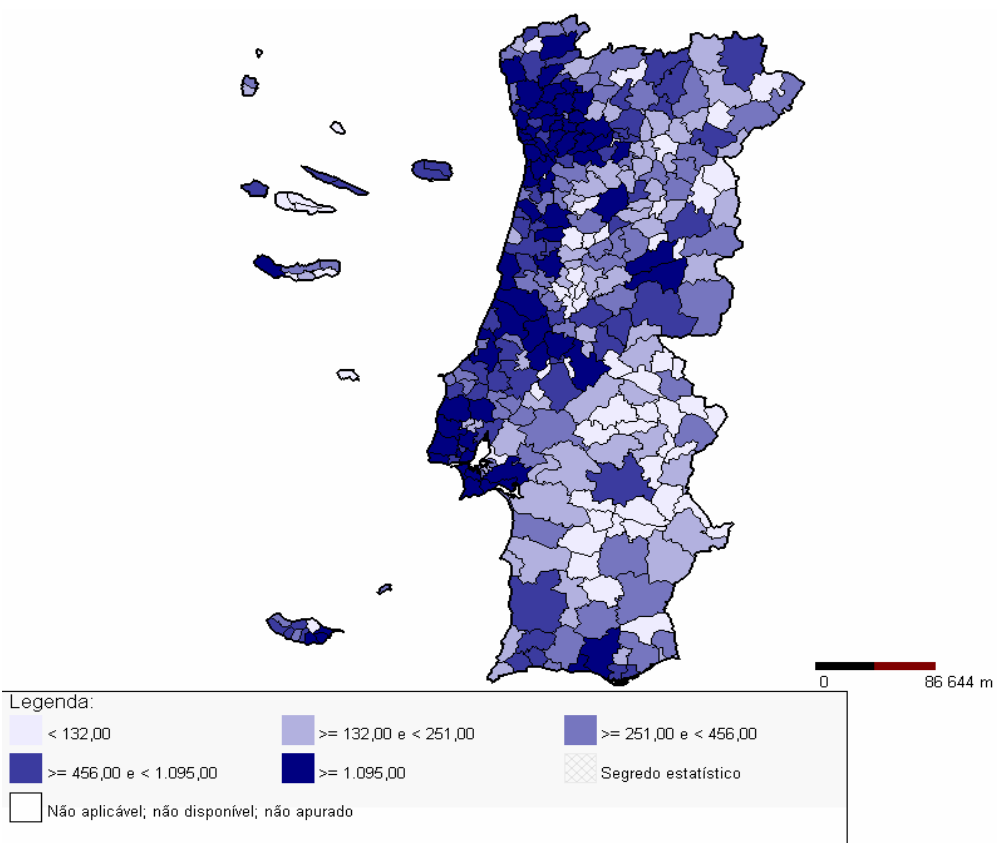 0 86 644 m
Legenda:
< 132,00 >= 132,00 e < 251,00 >= 251,00 e < 456,00
>= 456,00 e < 1.095,00 >= 1.095,00 Segredo estatístico
Não aplicável; não disponível; não apurado